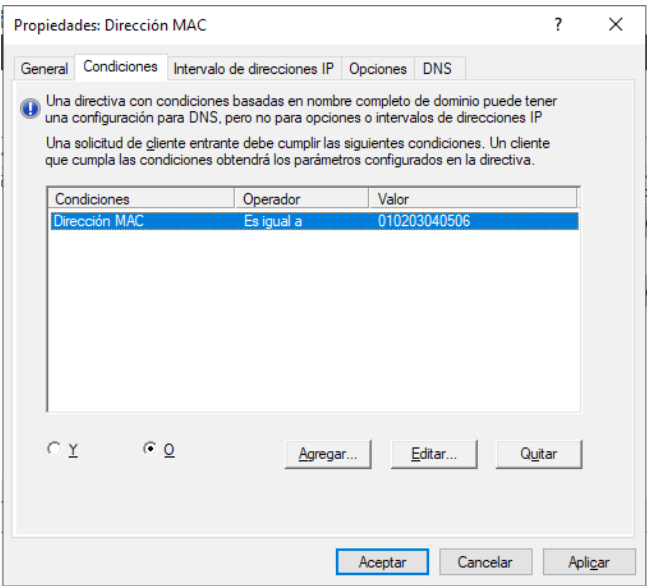 Propiedades: Dirección MAC
General Condiciones Intervalo de direcciones IP Opciones DNS
Una directiva con condiciones basadas en nombre completo de dominio puede tener
una configuración para DNS, pero no para opciones o intervalos de direcciones IP
Una solicitud de cliente entrante debe cumplir las siguientes condiciones. Un cliente
que cumpla las condiciones obtendrá los parámetros configurados en la directiva.
Condiciones Operador Valor
Dirección MAC Es igual a 010203040506
Y O Agregar... Editar... Quitar
Aceptar Cancelar Aplicar